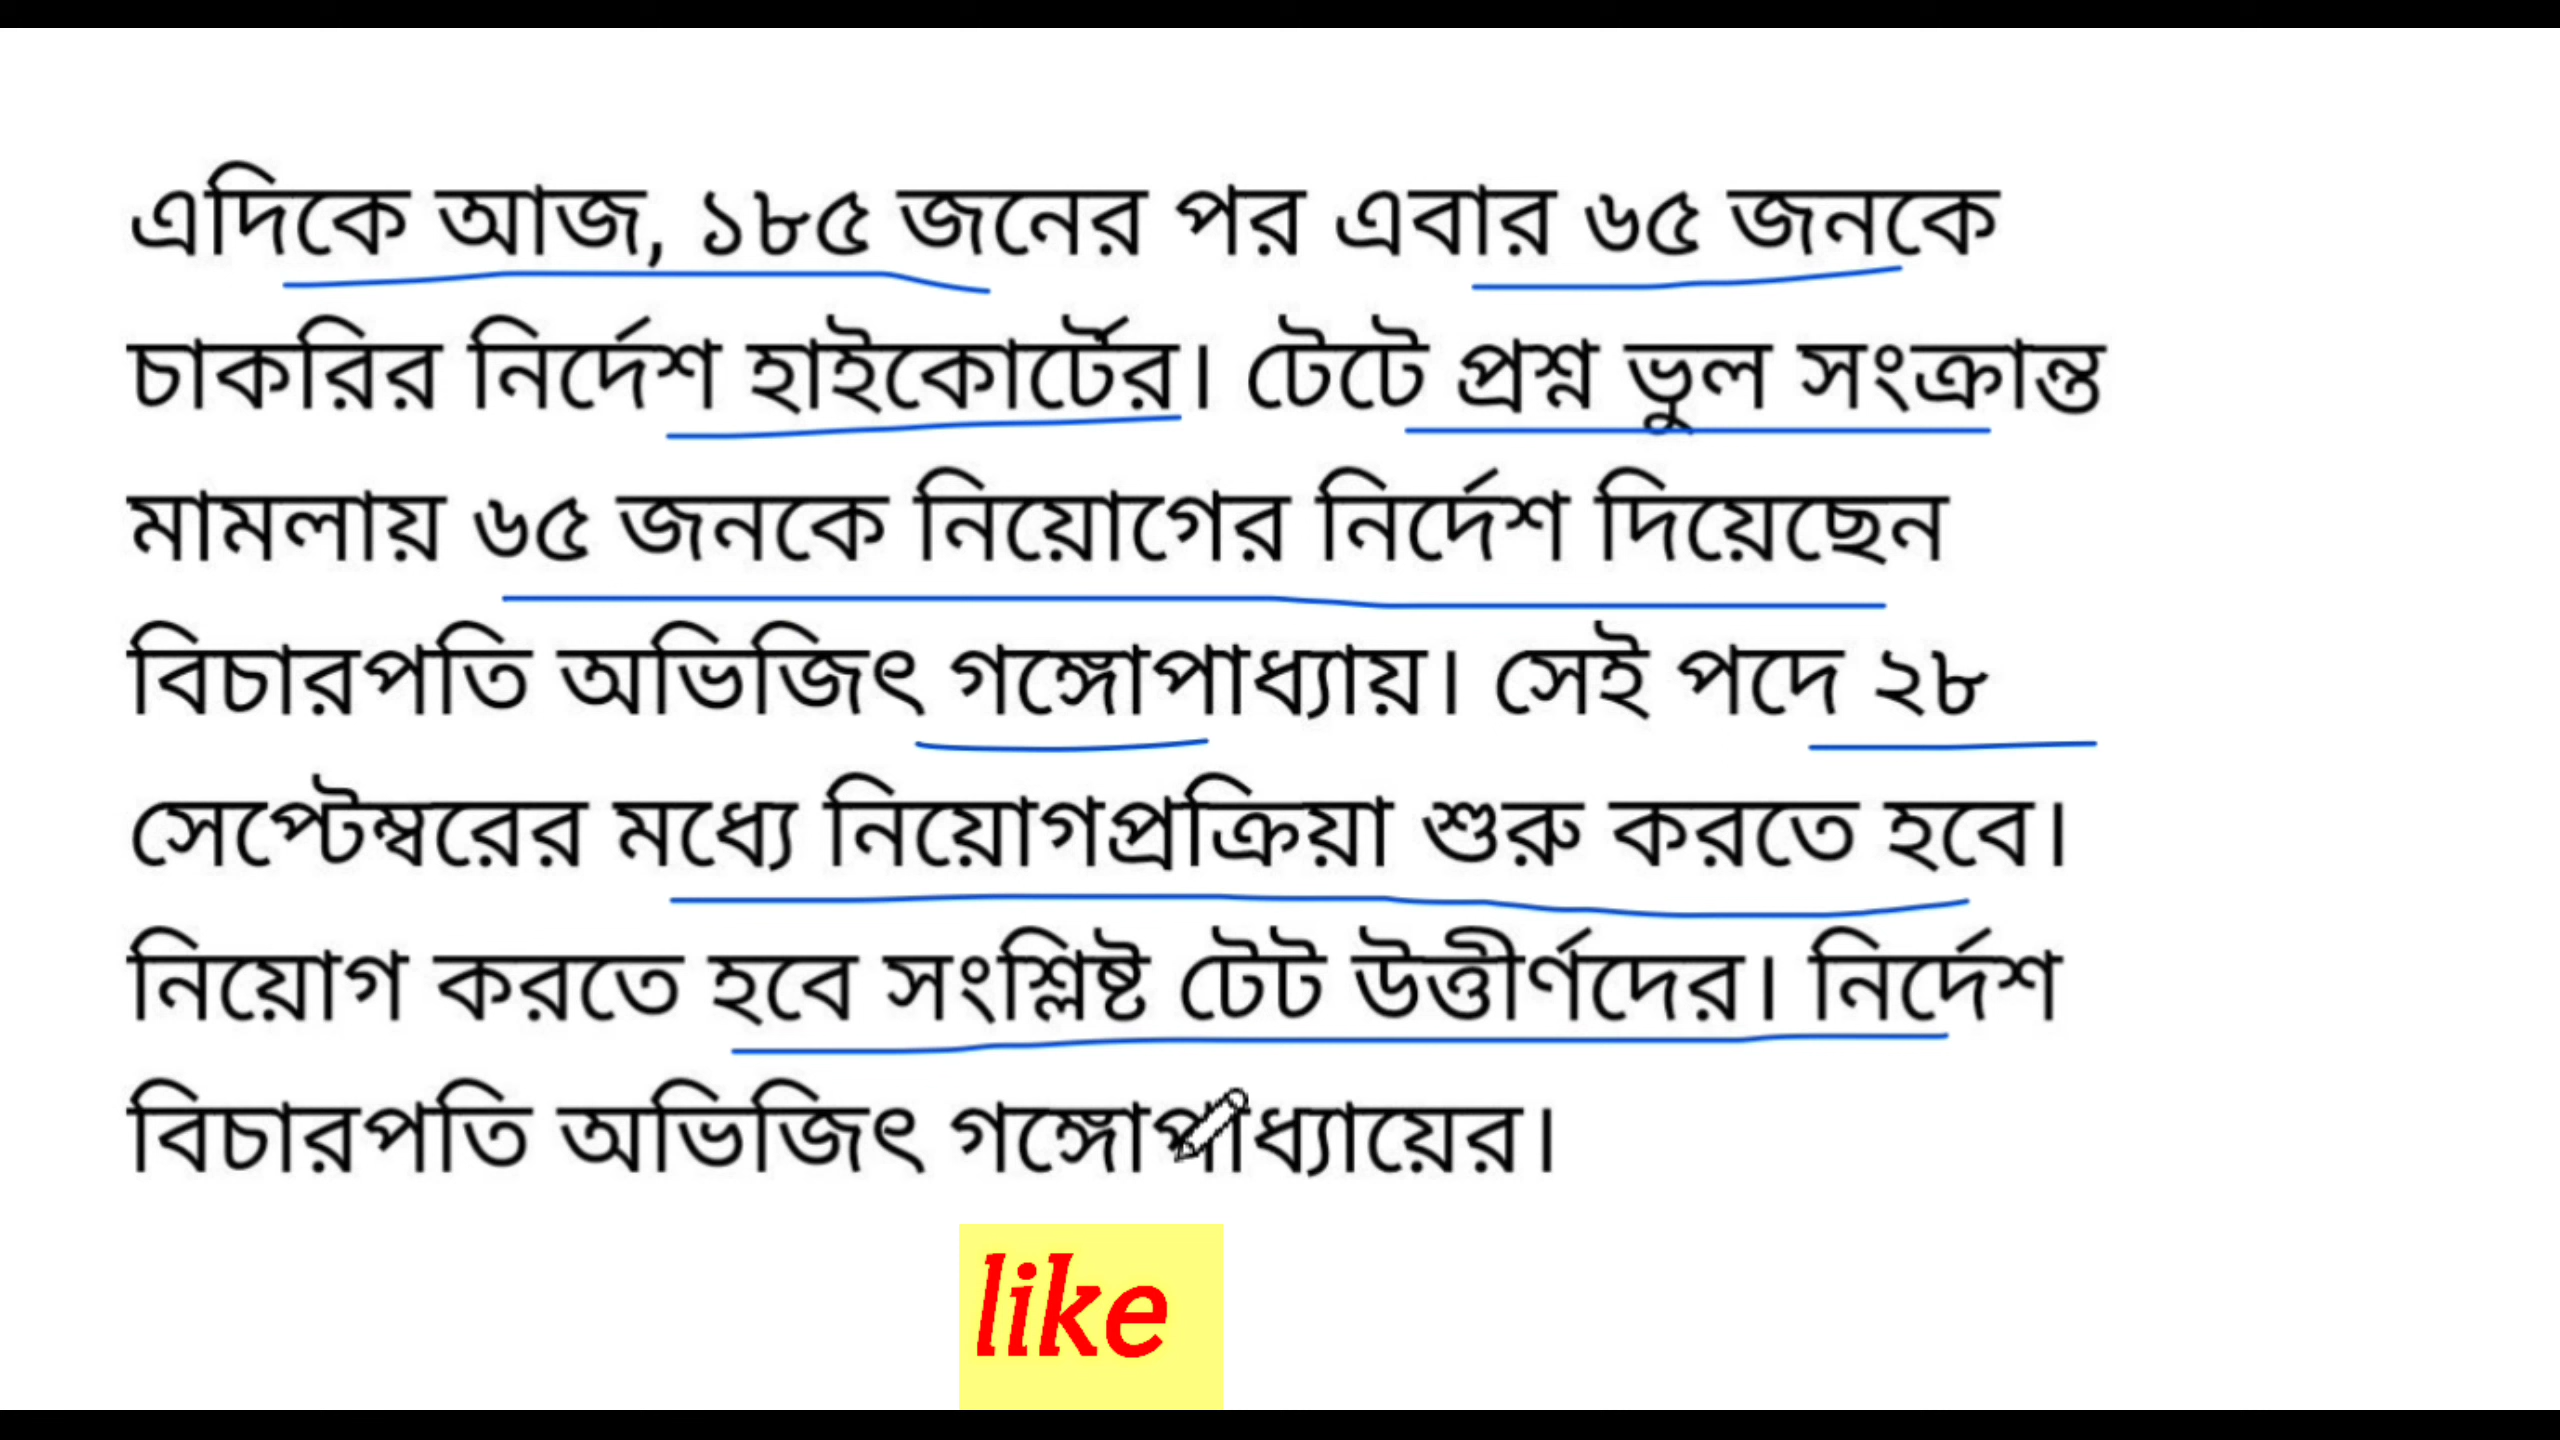 এদিকে আজ, ১৮৫ জনের পর এবার ৬৫ জনকে
চাকরির নির্দেশ হাইকোর্টের। টেটে প্রশ্ন ভুল সংক্রান্ত
মামলায় ৬৫ জনকে নিয়োগের নির্দেশ দিয়েছেন
বিচারপতি অভিজিৎ গঙ্গোপাধ্যায়। সেই পদে ২৮
সেপ্টেম্বরের মধ্যে নিয়োগপ্রক্রিয়া শুরু করতে হবে।
নিয়োগ করতে হবে সংশ্লিষ্ট টেট উত্তীর্ণদের। নির্দেশ
বিচারপতি অভিজিৎ গঙ্গোপাধ্যায়ের।
like